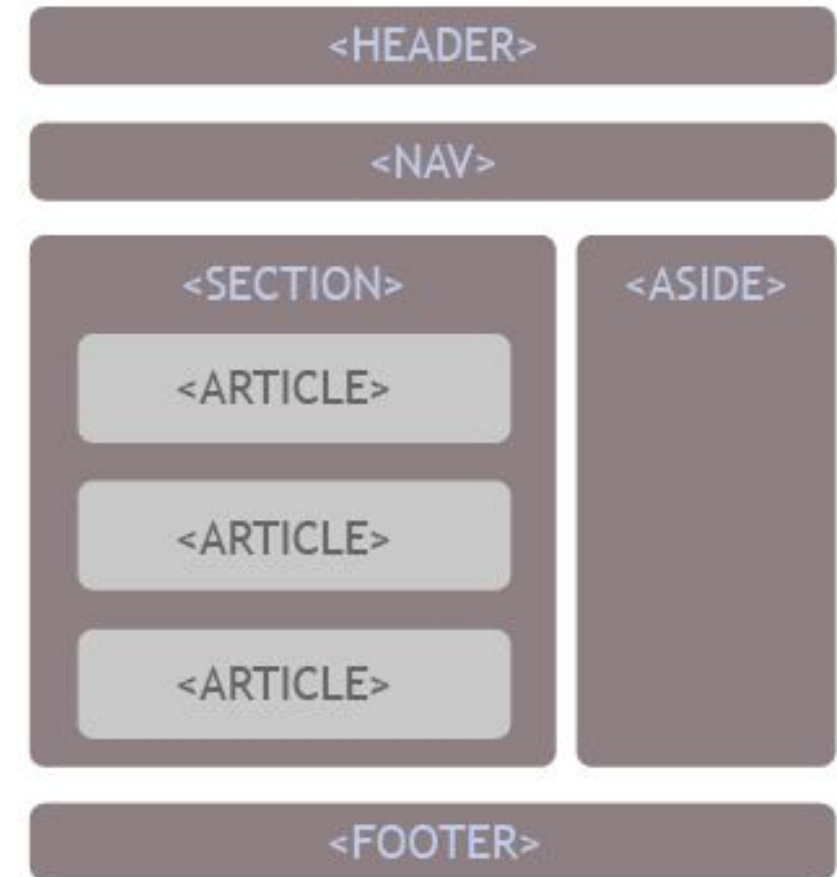 <HEADER>
<NAV>
<SECTION>
<ARTICLE>
<ARTICLE>
<ARTICLE>
<ASIDE>
<FOOTER>